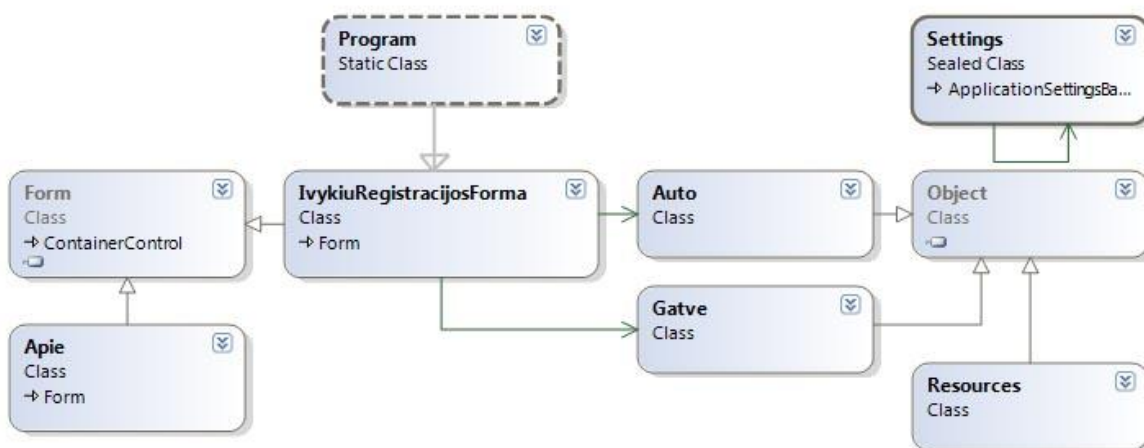 Program
Static Class
Settings
Sealed Class
ApplicationSettingsBa...
Form
Class
ContainerControl
IvykiuRegistracijosForma
Class
Form
Auto
Class
Object
Class
Gatve
Class
Apie
Class
Form
Resources
Class